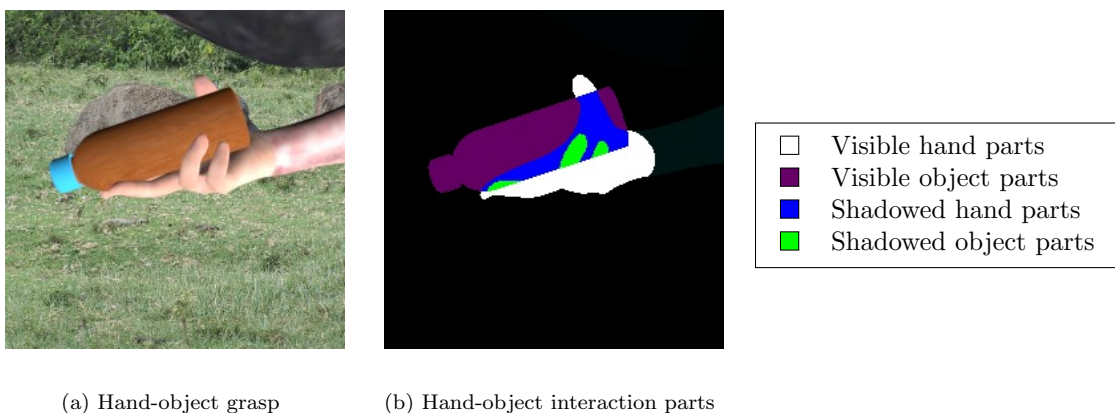 Visible hand parts
Visible object parts
Shadowed hand parts
Shadowed object parts
(a) Hand-object grasp
(b) Hand-object interaction parts